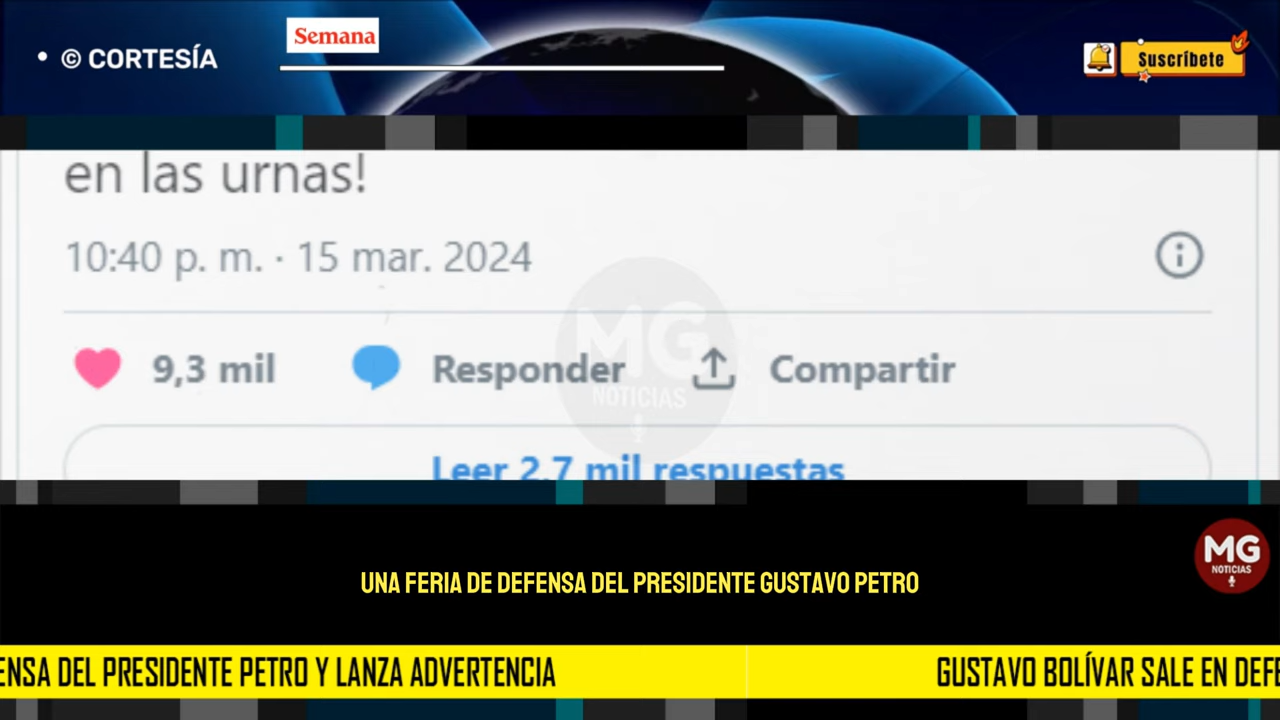 • © CORTESÍA
Semana
Suscríbete
en las urnas!
10:40 p. m. · 15 mar. 2024
9,3 mil Responder Compartir
MG
NOTICIAS
Leer 2,7 mil respuestas
MG
NOTICIAS
UNA FERIA DE DEFENSA DEL PRESIDENTE GUSTAVO PETRO
ENSA DEL PRESIDENTE PETRO Y LANZA ADVERTENCIA GUSTAVO BOLÍVAR SALE EN DEFE